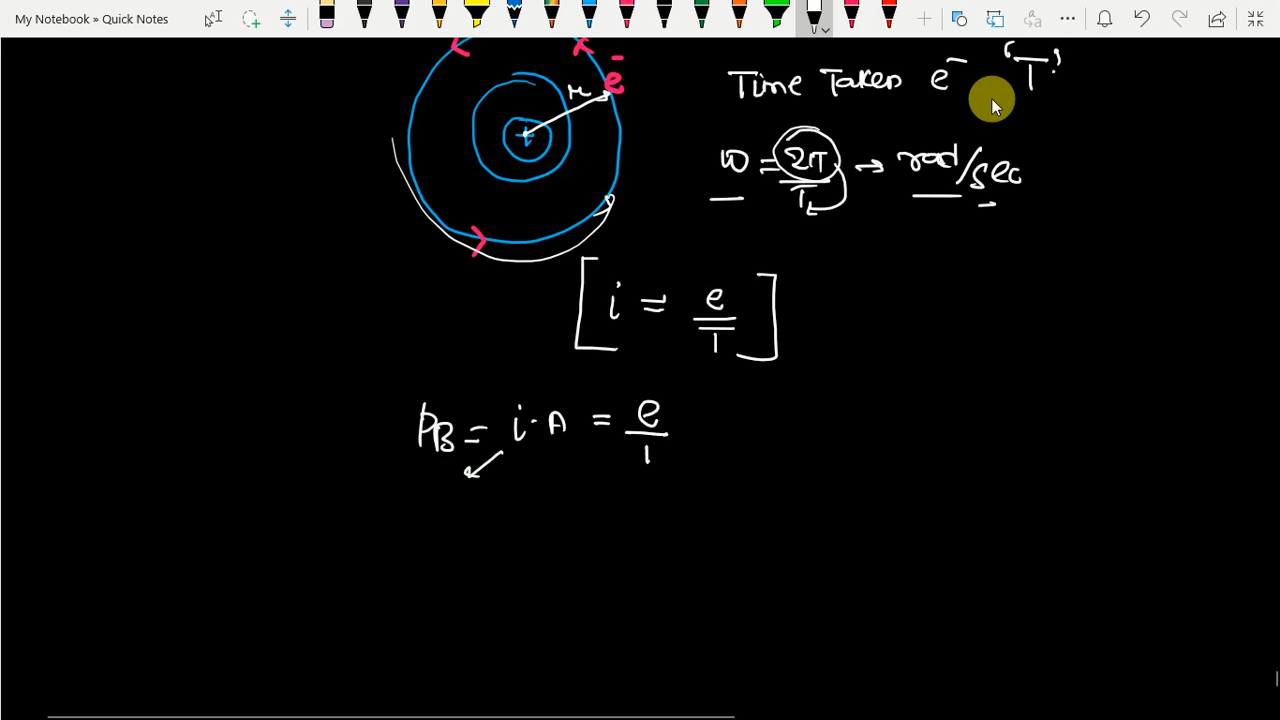 My Notebook » Quick Notes
Time Taken e⁻ 'T'
e⁻
r
+
ω = 2π/T → rad/sec
[i = e/T]
PB = i·A = e/T